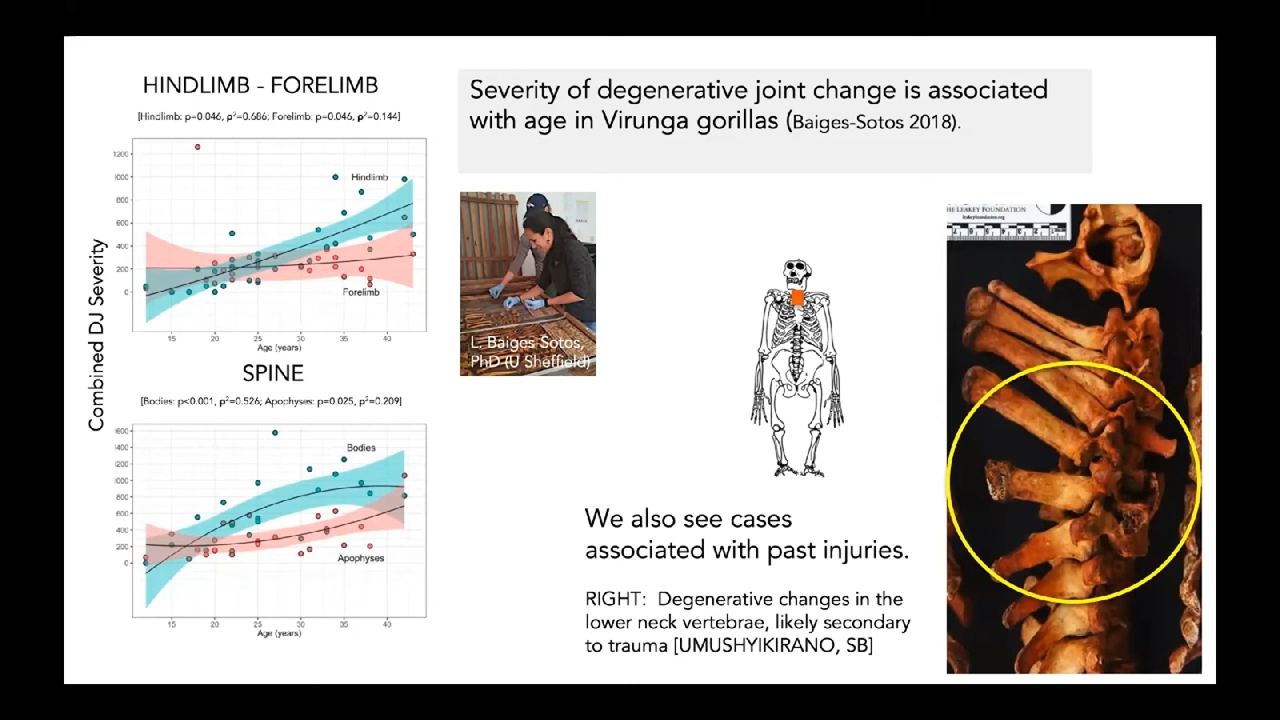 HINDLIMB - FORELIMB
[Hindlimb: p=0.046, ρ²=0.686; Forelimb: p=0.046, ρ²=0.144]
1200
1000
800
600
400
200
0
Hindlimb
Forelimb
15 20 25 30 35 40
Age (years)
Combined DJ Severity
SPINE
[Bodies: p<0.001, ρ²=0.526; Apophyses: p=0.025, ρ²=0.209]
800
600
400
200
0
Bodies
Apophyses
15 20 25 30 35 40
Age (years)
Severity of degenerative joint change is associated
with age in Virunga gorillas (Baiges-Sotos 2018).
L. Baiges Sotos,
PhD (U Sheffield)
We also see cases
associated with past injuries.
RIGHT: Degenerative changes in the
lower neck vertebrae, likely secondary
to trauma [UMUSHYIKIRANO, SB]
THE LEAKEY FOUNDATION
leakeyfoundation.org